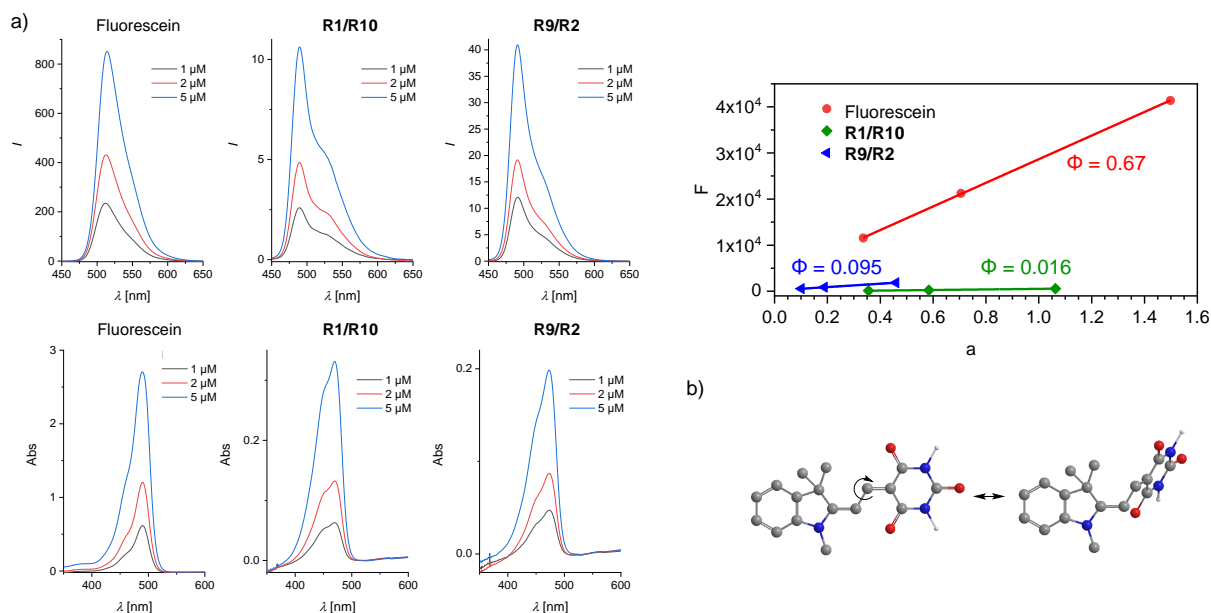 a)
Fluorescein
R1/R10
R9/R2
I
800
600
400
200
0
1 µM
2 µM
5 µM
450 500 550 600 650
λ [nm]
I
10
5
0
1 µM
2 µM
5 µM
450 500 550 600 650
λ [nm]
I
40
35
30
25
20
15
10
5
0
1 µM
2 µM
5 µM
450 500 550 600 650
λ [nm]
F
4x10⁴
3x10⁴
2x10⁴
1x10⁴
0
Fluorescein
R1/R10
R9/R2
Φ = 0.67
Φ = 0.095
Φ = 0.016
0.0 0.2 0.4 0.6 0.8 1.0 1.2 1.4 1.6
a
Fluorescein
R1/R10
R9/R2
Abs
3
2
1
0
1 µM
2 µM
5 µM
400 500 600
λ [nm]
Abs
0.2
0.0
1 µM
2 µM
5 µM
400 500 600
λ [nm]
Abs
0.2
0.0
1 µM
2 µM
5 µM
400 500 600
λ [nm]
b)